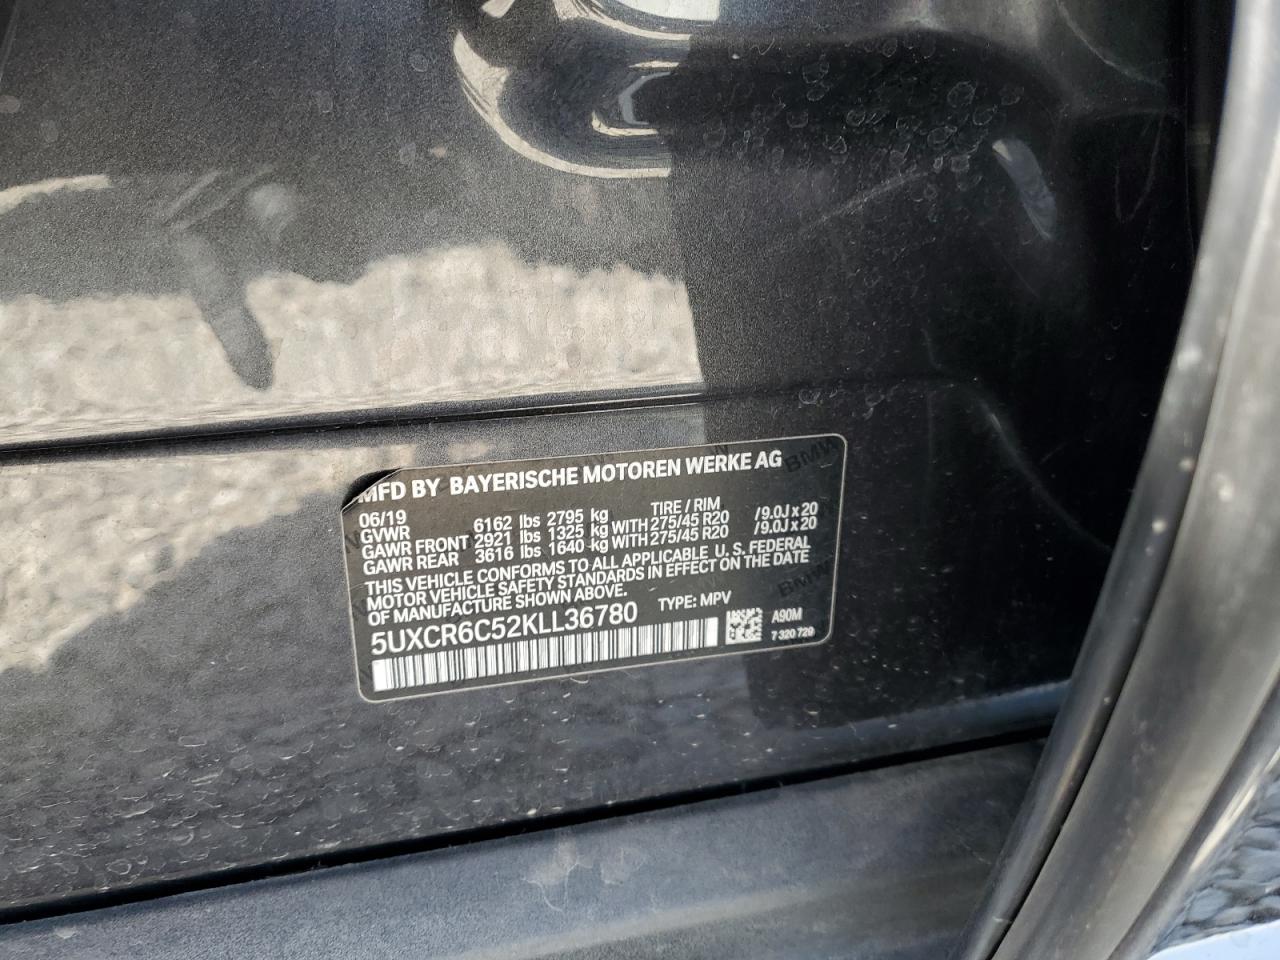 MFD BY BAYERISCHE MOTOREN WERKE AG
06/19 TIRE / RIM
GVWR 6162 lbs 2795 kg
GAWR FRONT 2921 lbs 1325 kg WITH 275/45 R20 /9.0J x 20
GAWR REAR 3616 lbs 1640 kg WITH 275/45 R20 /9.0J x 20
THIS VEHICLE CONFORMS TO ALL APPLICABLE U.S. FEDERAL
MOTOR VEHICLE SAFETY STANDARDS IN EFFECT ON THE DATE
OF MANUFACTURE SHOWN ABOVE.
5UXCR6C52KLL36780 TYPE: MPV
A90M
7 320 729